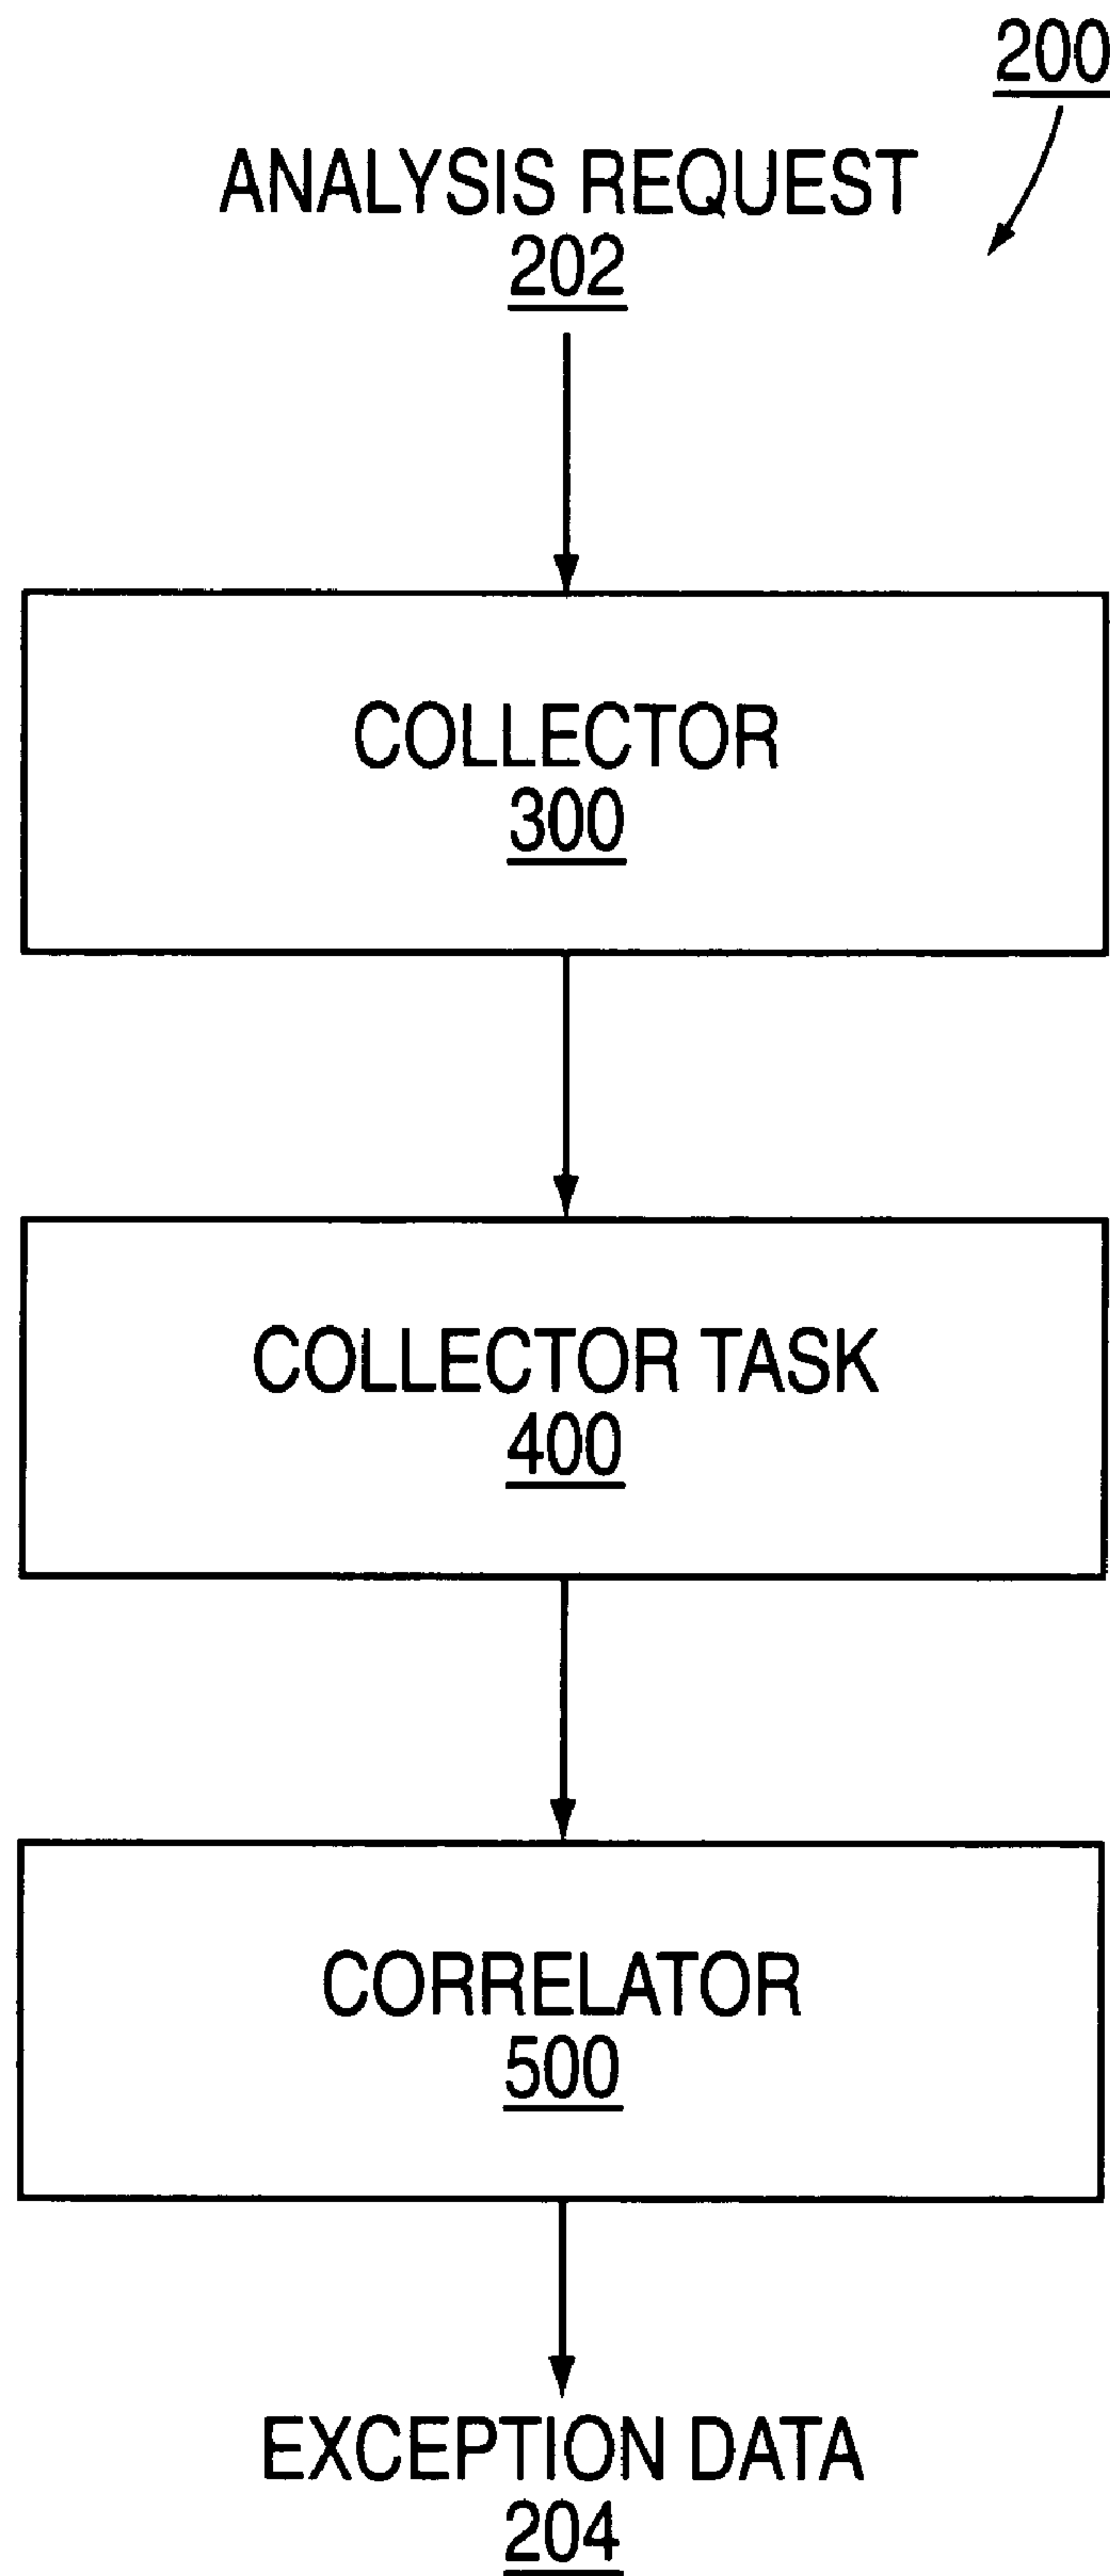 200
ANALYSIS REQUEST
202
COLLECTOR
300
COLLECTOR TASK
400
CORRELATOR
500
EXCEPTION DATA
204